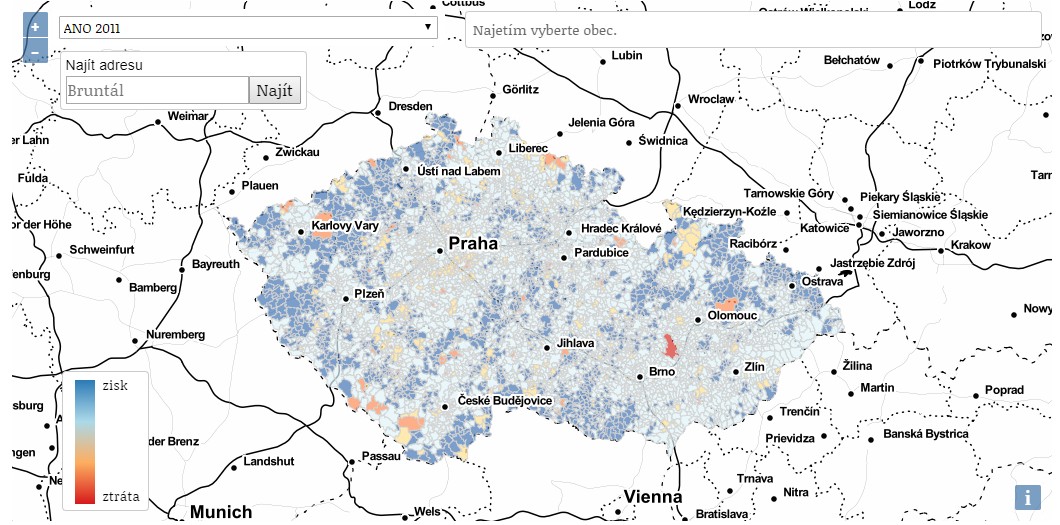 Cottbus
Lodz
+
ANO 2011
Najetím vyberte obec.
–
Lubin
Bełchatów
Piotrków Trybunalski
Najít adresu
Bruntál
Najít
Görlitz
Wroclaw
Dresden
Weimar
Jelenia Góra
er Lahn
Świdnica
Liberec
Zwickau
Ústí nad Labem
Fulda
Plauen
Tarnowskie Góry
Piekary Śląskie
Kędzierzyn-Koźle
Siemianowice Śląskie
or der Höhe
Karlovy Vary
Hradec Králové
Katowice
Jaworzno
Praha
Racibórz
Krakow
Schweinfurt
Pardubice
Bayreuth
Jastrzębie Zdrój
enburg
Bamberg
Ostrava
Plzeň
Nowy
Olomouc
Nuremberg
Jihlava
Brno
Zlín
Žilina
zisk
Martin
Poprad
České Budějovice
sburg
Trenčín
der Brenz
Prievidza
Banská Bystrica
ngen
Passau
Landshut
Trnava
Nitra
ztráta
i
Munich
Wels
Vienna
Bratislava